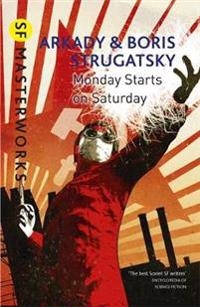 SF MASTERWORKS
ARKADY & BORIS
STRUGATSKY
Monday Starts
on Saturday
'The best Soviet SF writers'
ENCYCLOPEDIA OF
SCIENCE FICTION